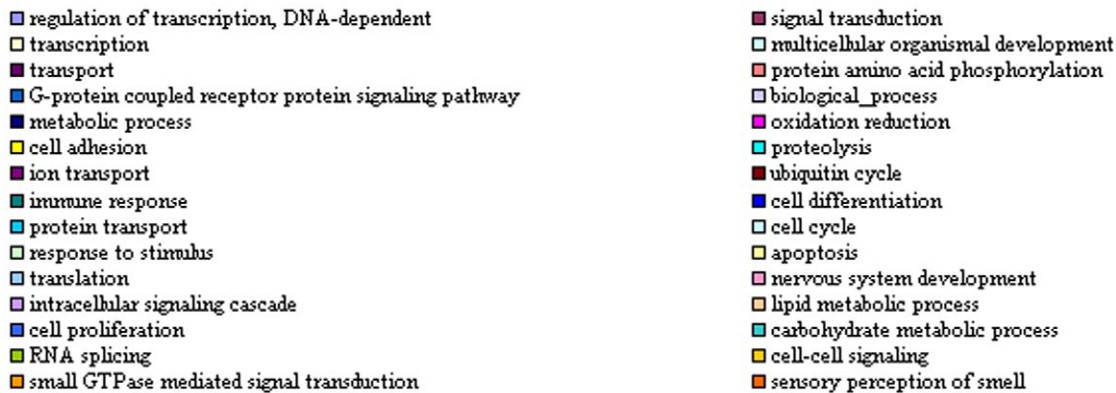 regulation of transcription, DNA-dependent
transcription
transport
G-protein coupled receptor protein signaling pathway
metabolic process
cell adhesion
ion transport
immune response
protein transport
response to stimulus
translation
intracellular signaling cascade
cell proliferation
RNA splicing
small GTPase mediated signal transduction
signal transduction
multicellular organismal development
protein amino acid phosphorylation
biological_process
oxidation reduction
proteolysis
ubiquitin cycle
cell differentiation
cell cycle
apoptosis
nervous system development
lipid metabolic process
carbohydrate metabolic process
cell-cell signaling
sensory perception of smell